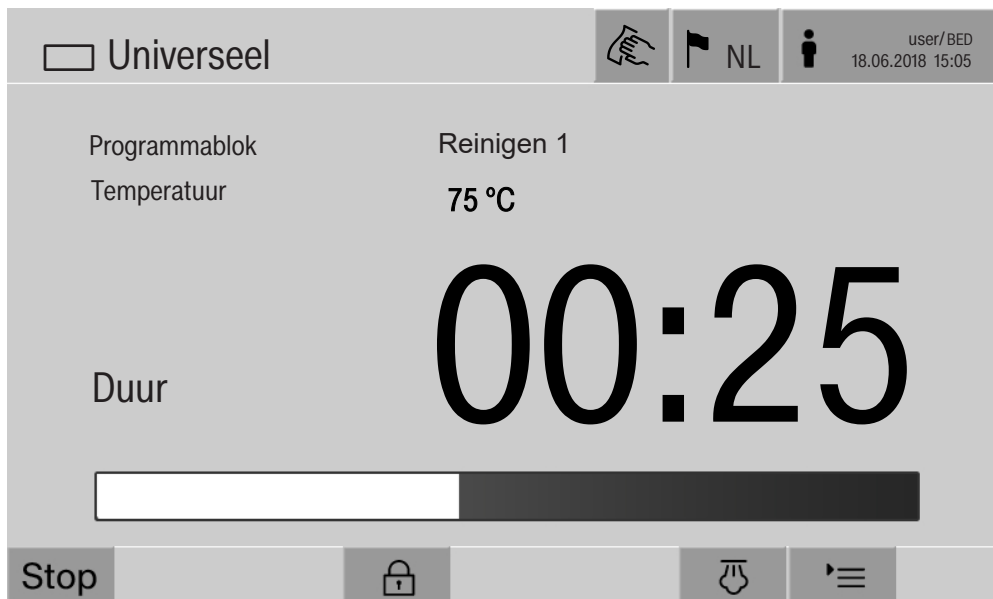 Universeel
NL
user/BED
18.06.2018 15:05
Programmablok Reinigen 1
Temperatuur 75 °C
Duur 00:25
Stop